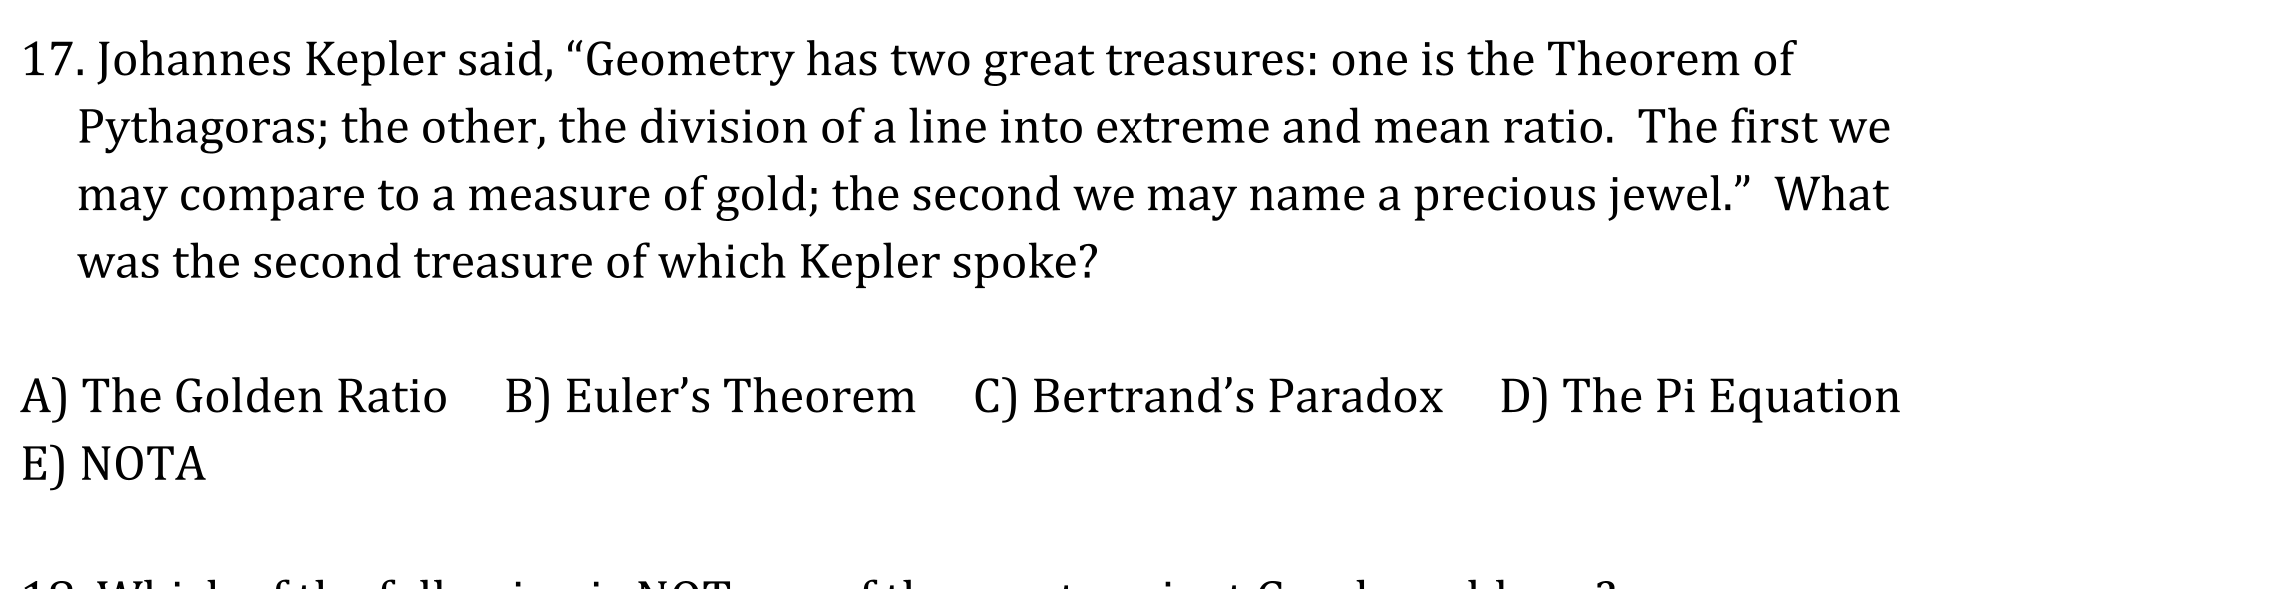 17. Johannes Kepler said, “Geometry has two great treasures: one is the Theorem of
Pythagoras; the other, the division of a line into extreme and mean ratio.  The first we
may compare to a measure of gold; the second we may name a precious jewel.”  What
was the second treasure of which Kepler spoke?
A) The Golden Ratio B) Euler’s Theorem C) Bertrand’s Paradox D) The Pi Equation
E) NOTA